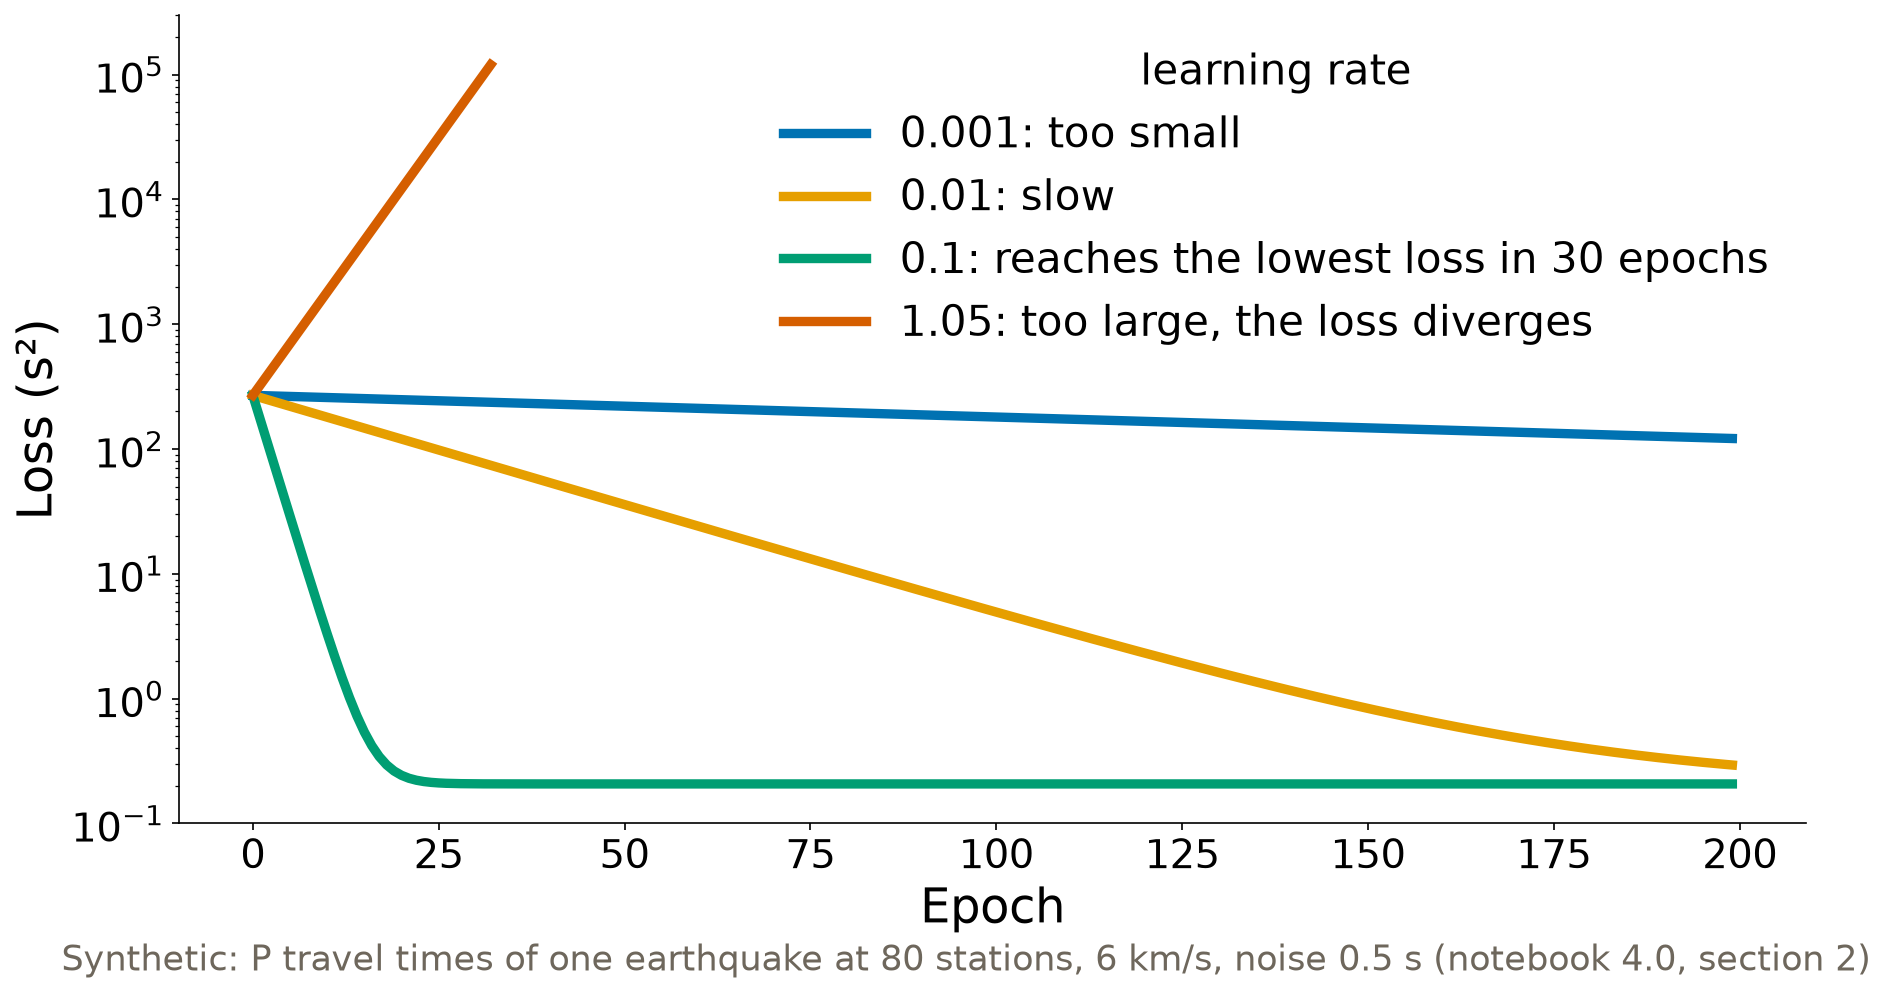 learning rate
0.001: too small
0.01: slow
0.1: reaches the lowest loss in 30 epochs
1.05: too large, the loss diverges
Loss (s²)
10⁵
10⁴
10³
10²
10¹
10⁰
10⁻¹
0 25 50 75 100 125 150 175 200
Epoch
Synthetic: P travel times of one earthquake at 80 stations, 6 km/s, noise 0.5 s (notebook 4.0, section 2)